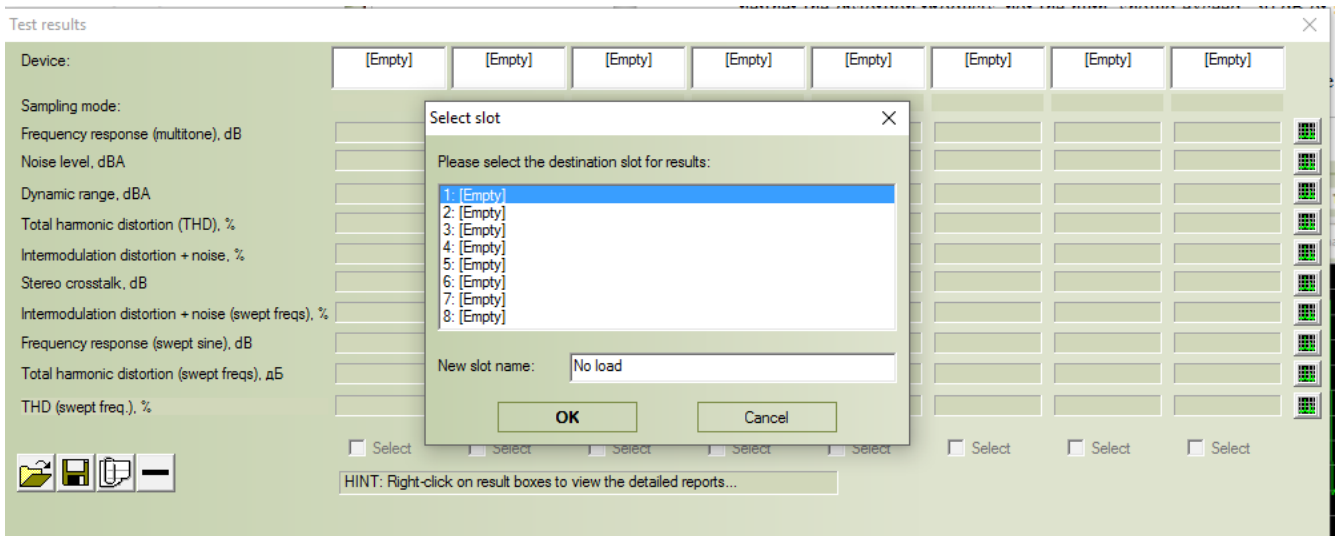 Test results
Device:
[Empty] [Empty] [Empty] [Empty] [Empty] [Empty] [Empty] [Empty]
Sampling mode:
Frequency response (multitone), dB
Noise level, dBA
Dynamic range, dBA
Total harmonic distortion (THD), %
Intermodulation distortion + noise, %
Stereo crosstalk, dB
Intermodulation distortion + noise (swept freqs), %
Frequency response (swept sine), dB
Total harmonic distortion (swept freqs), дБ
THD (swept freq.), %
Select slot
Please select the destination slot for results:
1: [Empty]
2: [Empty]
3: [Empty]
4: [Empty]
5: [Empty]
6: [Empty]
7: [Empty]
8: [Empty]
New slot name: No load
OK Cancel
Select Select Select Select Select Select Select Select
HINT: Right-click on result boxes to view the detailed reports...